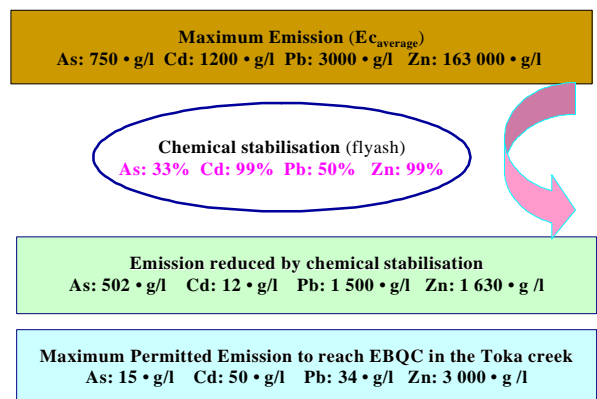 Maximum Emission (Ec average)
As: 750 • g/l Cd: 1200 • g/l Pb: 3000 • g/l Zn: 163 000 • g/l
Chemical stabilisation (flyash)
As: 33% Cd: 99% Pb: 50% Zn: 99%
Emission reduced by chemical stabilisation
As: 502 • g/l Cd: 12 • g/l Pb: 1 500 • g/l Zn: 1 630 • g /l
Maximum Permitted Emission to reach EBQC in the Toka creek
As: 15 • g/l Cd: 50 • g/l Pb: 34 • g/l Zn: 3 000 • g /l